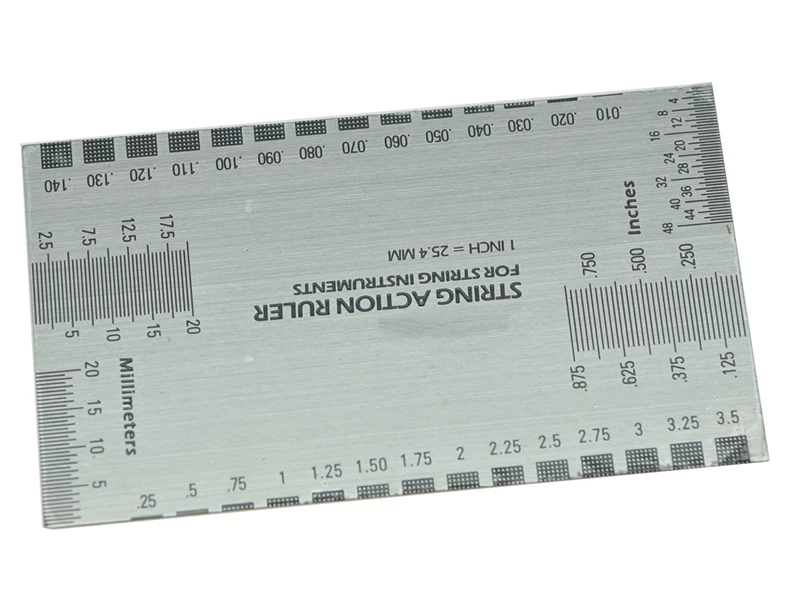 .140 .130 .120 .110 .100 .090 .080 .070 .060 .050 .040 .030 .020 .010
4 8 12 16 20 24 28 32 36 40 44 48
Inches
2.5 7.5 12.5 17.5
5 10 15 20
1 INCH = 25.4 MM
FOR STRING INSTRUMENTS
STRING ACTION RULER
.750 .500 .250
.875 .625 .375 .125
Millimeters
20 15 10 5
.25 .5 .75 1 1.25 1.50 1.75 2 2.25 2.5 2.75 3 3.25 3.5